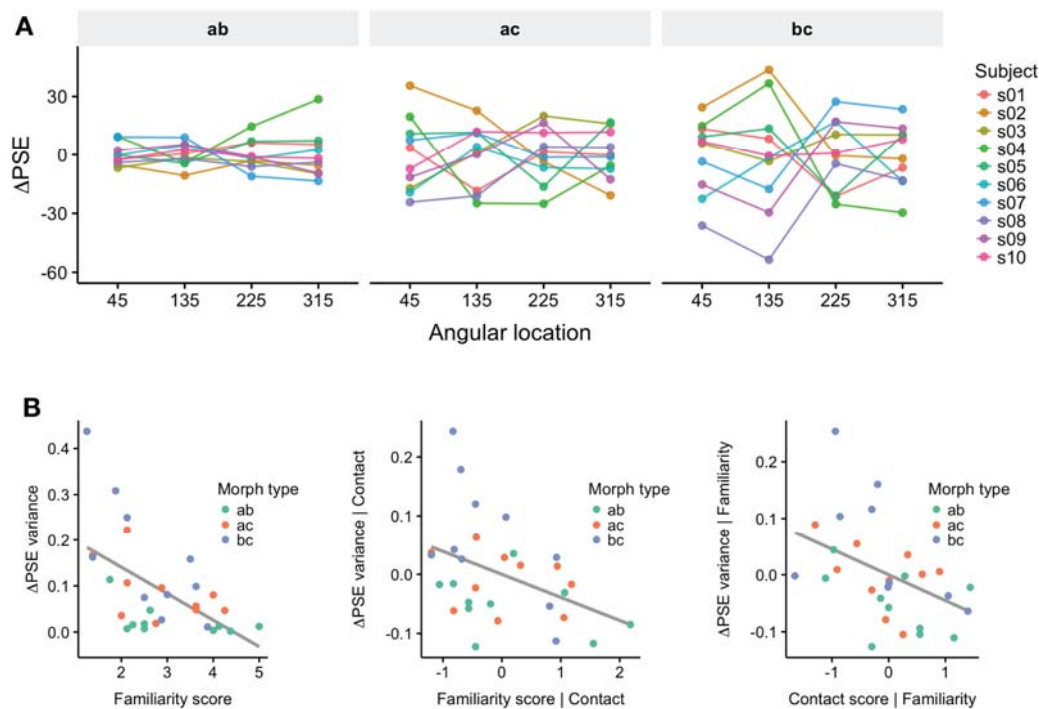 A
ab ac bc
ΔPSE
30
0
-30
-60
45 135 225 315 45 135 225 315 45 135 225 315
Angular location
Subject
s01
s02
s03
s04
s05
s06
s07
s08
s09
s10
B
ΔPSE variance
0.4
0.3
0.2
0.1
0.0
2 3 4 5
Familiarity score
Morph type
ab
ac
bc
ΔPSE variance | Contact
0.2
0.1
0.0
-0.1
-1 0 1 2
Familiarity score | Contact
Morph type
ab
ac
bc
ΔPSE variance | Familiarity
0.2
0.1
0.0
-0.1
-1 0 1
Contact score | Familiarity
Morph type
ab
ac
bc